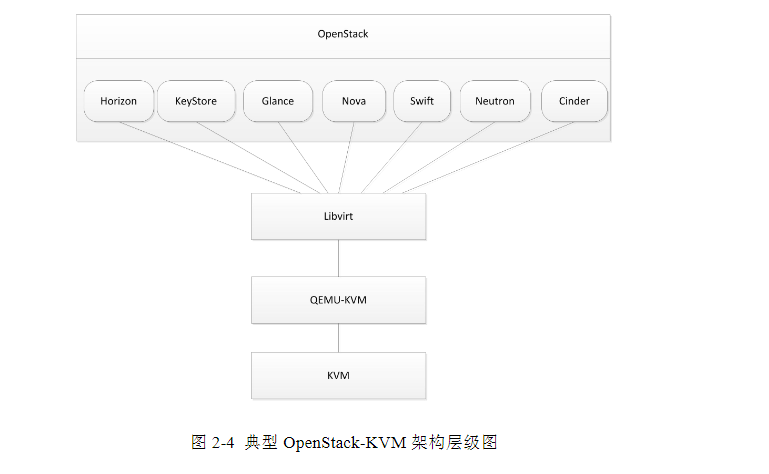 OpenStack
Horizon KeyStore Glance Nova Swift Neutron Cinder
Libvirt
QEMU-KVM
KVM
图 2-4 典型 OpenStack-KVM 架构层级图